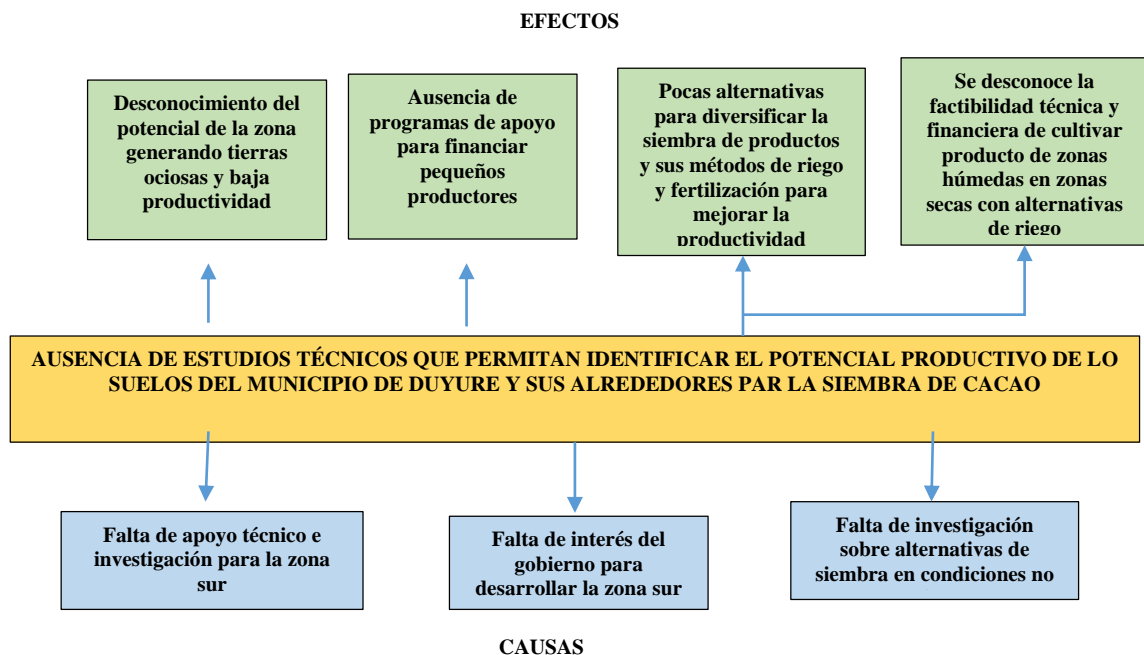 EFECTOS
Desconocimiento del
potencial de la zona
generando tierras
ociosas y baja
productividad
Ausencia de
programas de apoyo
para financiar
pequeños
productores
Pocas alternativas
para diversificar la
siembra de productos
y sus métodos de riego
y fertilización para
mejorar la
productividad
Se desconoce la
factibilidad técnica y
financiera de cultivar
producto de zonas
húmedas en zonas
secas con alternativas
de riego
AUSENCIA DE ESTUDIOS TÉCNICOS QUE PERMITAN IDENTIFICAR EL POTENCIAL PRODUCTIVO DE LO
SUELOS DEL MUNICIPIO DE DUYURE Y SUS ALREDEDORES PAR LA SIEMBRA DE CACAO
Falta de apoyo técnico e
investigación para la zona
sur
Falta de interés del
gobierno para
desarrollar la zona sur
Falta de investigación
sobre alternativas de
siembra en condiciones no
CAUSAS